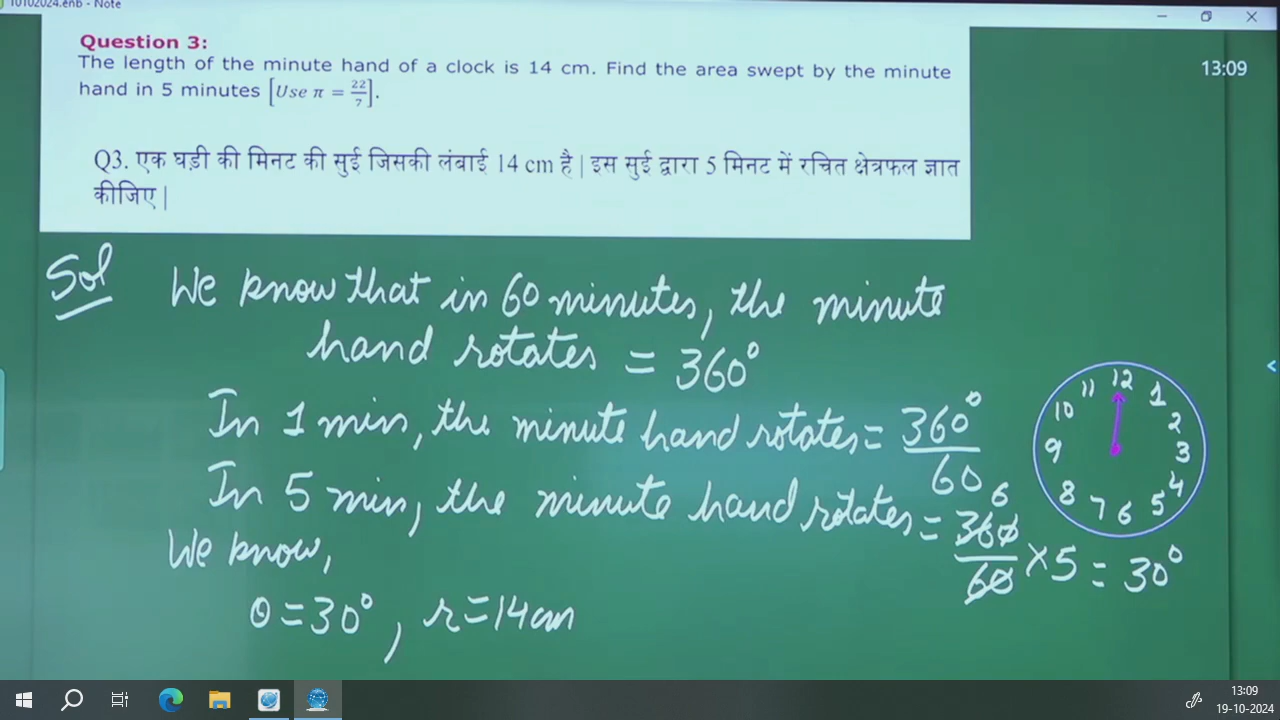 10102024.enb - Note
Question 3:
The length of the minute hand of a clock is 14 cm. Find the area swept by the minute
hand in 5 minutes [Use π = 22/7].
13:09
Q3. एक घड़ी की मिनट की सुई जिसकी लंबाई 14 cm है | इस सुई द्वारा 5 मिनट में रचित क्षेत्रफल ज्ञात
कीजिए |
Sol
We know that in 60 minutes, the minute
hand rotates = 360°
In 1 min, the minute hand rotates = 360°/60
In 5 min, the minute hand rotates = 360/60 × 5 = 30°
6
We know,
θ = 30°, r = 14 cm
12
1
2
3
4
5
6
7
8
9
10
11
13:09
19-10-2024